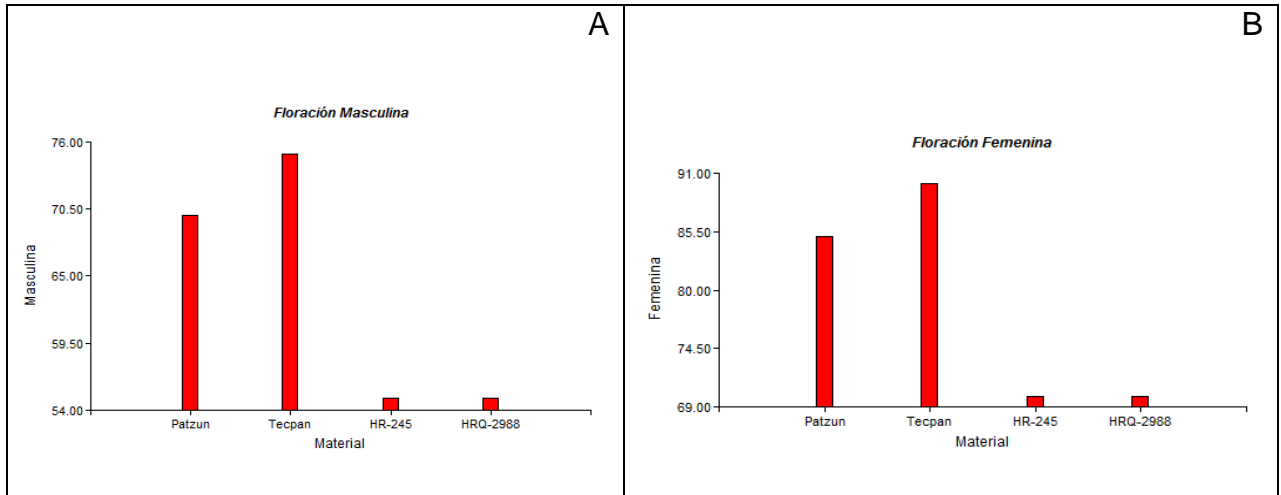 A
Floración Masculina
76.00
70.50
65.00
59.50
54.00
Masculina
Patzun Tecpan HR-245 HRQ-2988
Material
B
Floración Femenina
91.00
85.50
80.00
74.50
69.00
Femenina
Patzun Tecpan HR-245 HRQ-2988
Material